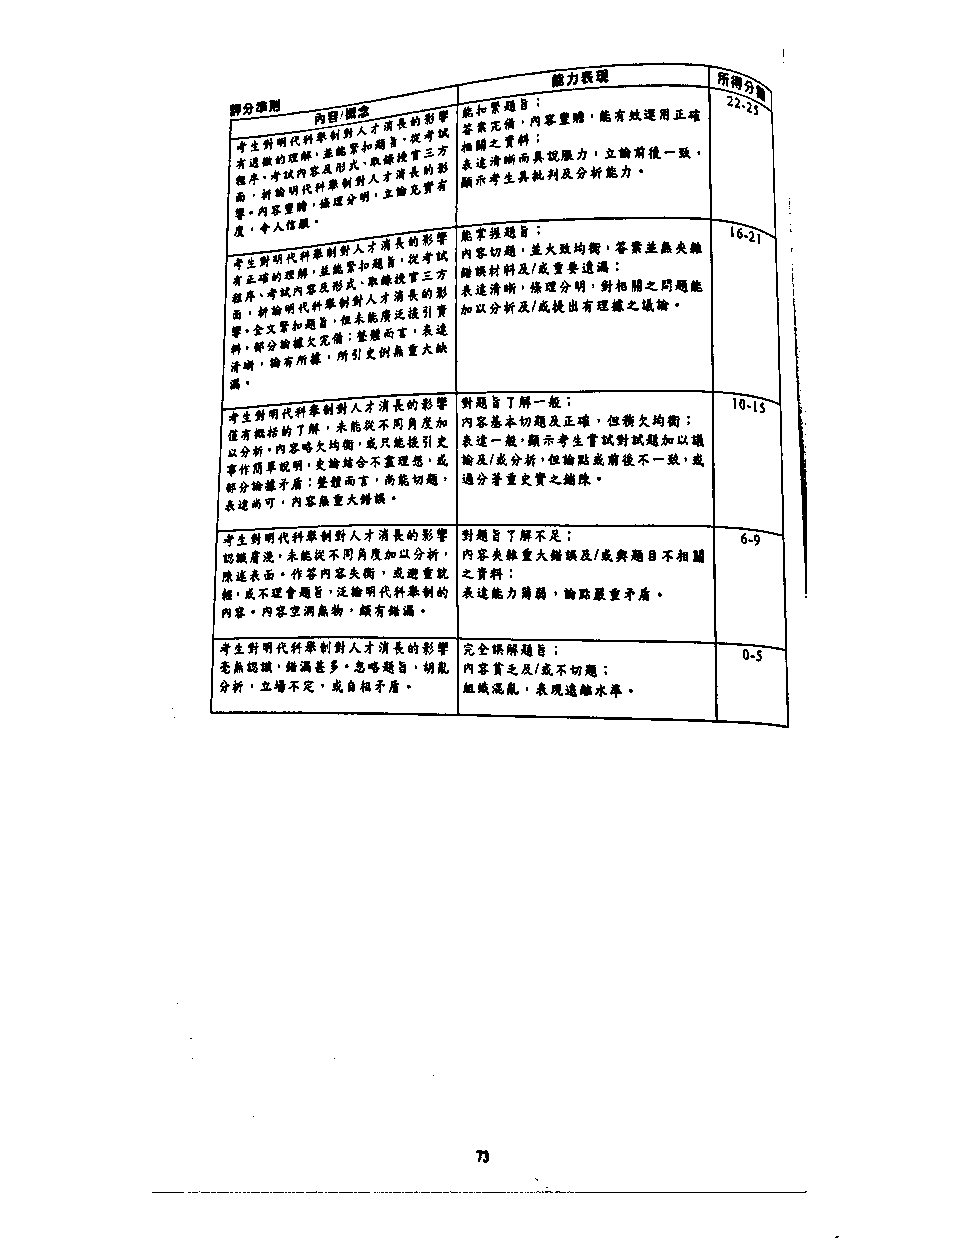 評分準則
內容/概念
能力表現
所得分數
考生對明代科舉制對人才消長的影響
有透徹的理解，並能緊扣題旨，從考試
程序、考試內容及形式、取錄授官三方
面，析論明代科舉制對人才消長的影
響。內容豐贍，條理分明，立論充實有
度，令人信服。
能扣緊題旨；
答案完備，內容豐贍，能有效運用正確
相關之資料；
表達清晰而具說服力，立論前後一致，
顯示考生具批判及分析能力。
22-25
考生對明代科舉制對人才消長的影響
有正確的理解，並能緊扣題旨，從考試
程序、考試內容及形式、取錄授官三方
面，析論明代科舉制對人才消長的影
響。全文緊扣題旨，但未能廣泛援引資
料，部分論據欠完備；整體而言，表達
清晰，論有所據，所引史例無重大缺
漏。
能掌握題旨；
內容切題，並大致均衡，答案並無夾雜
錯誤材料及/或重要遺漏；
表達清晰，條理分明，對相關之問題能
加以分析及/或提出有理據之議論。
16-21
考生對明代科舉制對人才消長的影響
僅有概括的了解，未能從不同角度加
以分析。內容略欠均衡，或只能援引史
事作簡單說明，史論結合不盡理想，或
部分論據矛盾；整體而言，尚能切題，
表達尚可，內容無重大錯誤。
對題旨了解一般；
內容基本切題及正確，但稍欠均衡；
表達一般，顯示考生嘗試對試題加以議
論及/或分析，但論點或前後不一致，或
過分著重史實之鋪陳。
10-15
考生對明代科舉制對人才消長的影響
認識膚淺，未能從不同角度加以分析，
陳述表面。作答內容失衡，或避重就
輕，或不理會題旨，泛論明代科舉制的
內容。內容空洞無物，頗有錯漏。
對題旨了解不足；
內容夾雜重大錯誤及/或與題目不相關
之資料；
表達能力薄弱，論點嚴重矛盾。
6-9
考生對明代科舉制對人才消長的影響
毫無認識，錯漏甚多。忽略題旨，胡亂
分析，立場不定，或自相矛盾。
完全誤解題旨；
內容貧乏及/或不切題；
組織混亂，表現遠離水準。
0-5
73